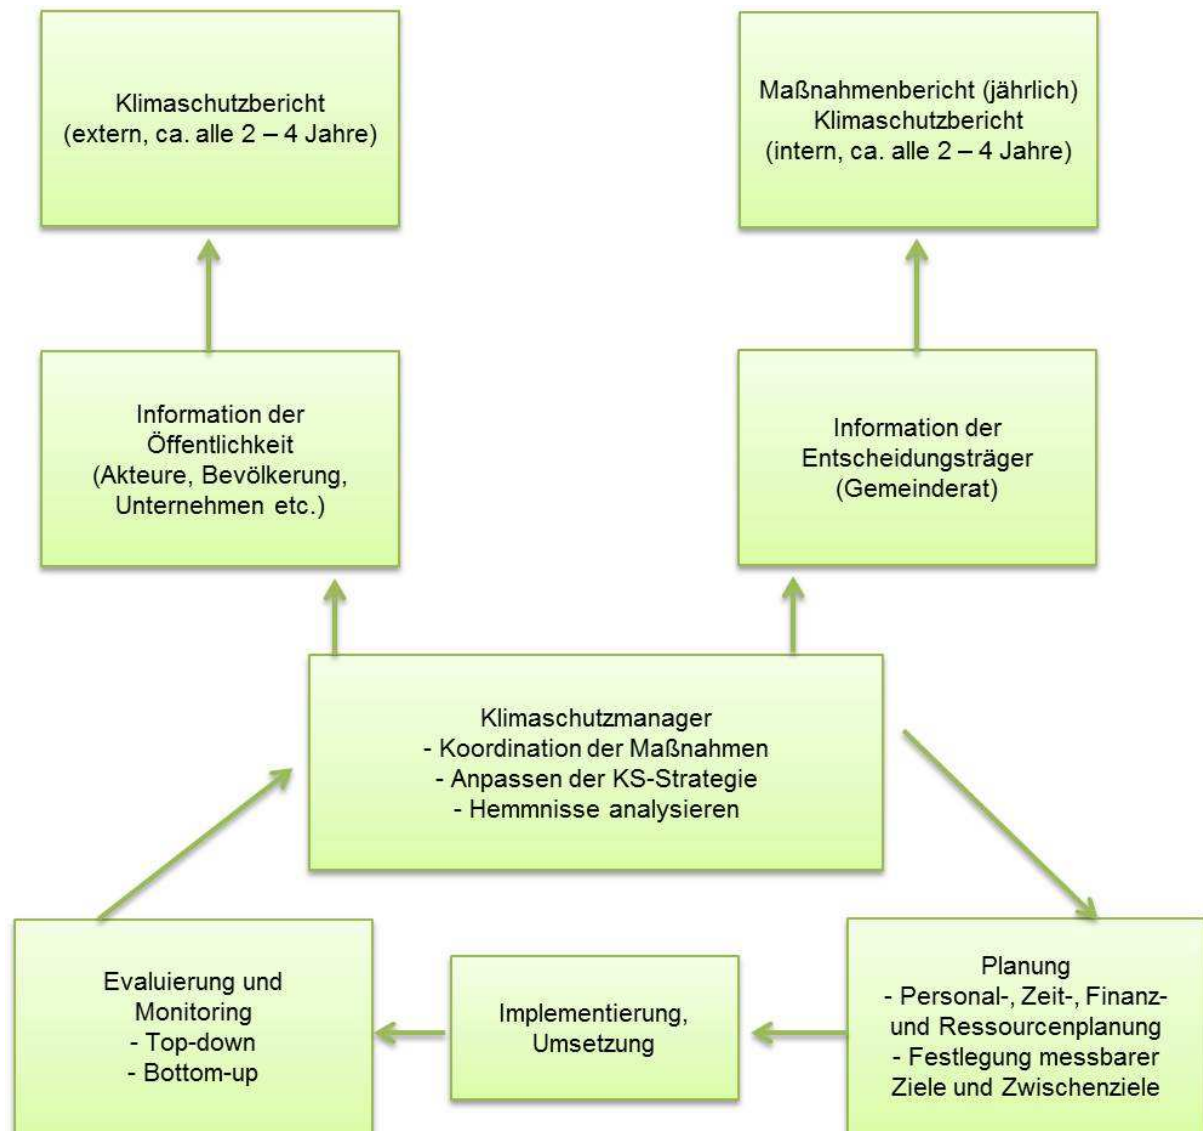 Klimaschutzbericht
(extern, ca. alle 2 – 4 Jahre)
Maßnahmenbericht (jährlich)
Klimaschutzbericht
(intern, ca. alle 2 – 4 Jahre)
Information der
Öffentlichkeit
(Akteure, Bevölkerung,
Unternehmen etc.)
Information der
Entscheidungsträger
(Gemeinderat)
Klimaschutzmanager
- Koordination der Maßnahmen
- Anpassen der KS-Strategie
- Hemmnisse analysieren
Evaluierung und
Monitoring
- Top-down
- Bottom-up
Implementierung,
Umsetzung
Planung
- Personal-, Zeit-, Finanz-
und Ressourcenplanung
- Festlegung messbarer
Ziele und Zwischenziele